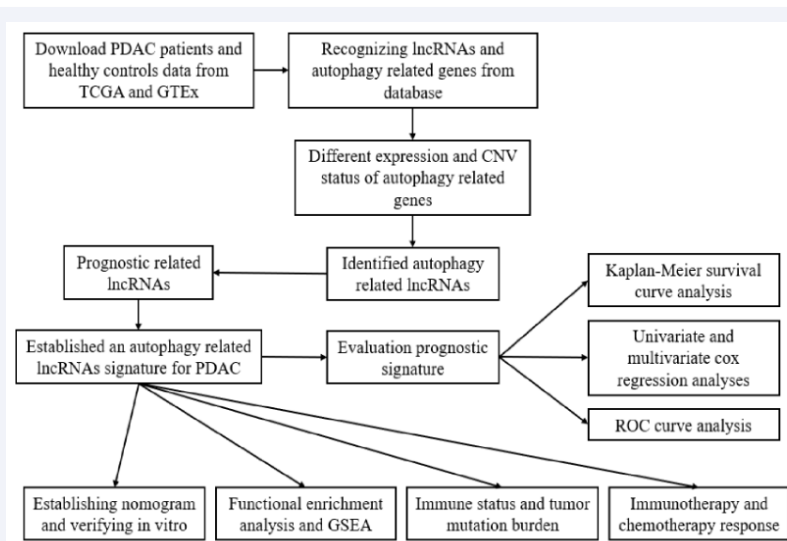 Download PDAC patients and
healthy controls data from
TCGA and GTEx
Recognizing lncRNAs and
autophagy related genes from
database
Different expression and CNV
status of autophagy related
genes
Identified autophagy
related lncRNAs
Prognostic related
lncRNAs
Established an autophagy related
lncRNAs signature for PDAC
Evaluation prognostic
signature
Kaplan-Meier survival
curve analysis
Univariate and
multivariate cox
regression analyses
ROC curve analysis
Establishing nomogram
and verifying in vitro
Functional enrichment
analysis and GSEA
Immune status and tumor
mutation burden
Immunotherapy and
chemotherapy response